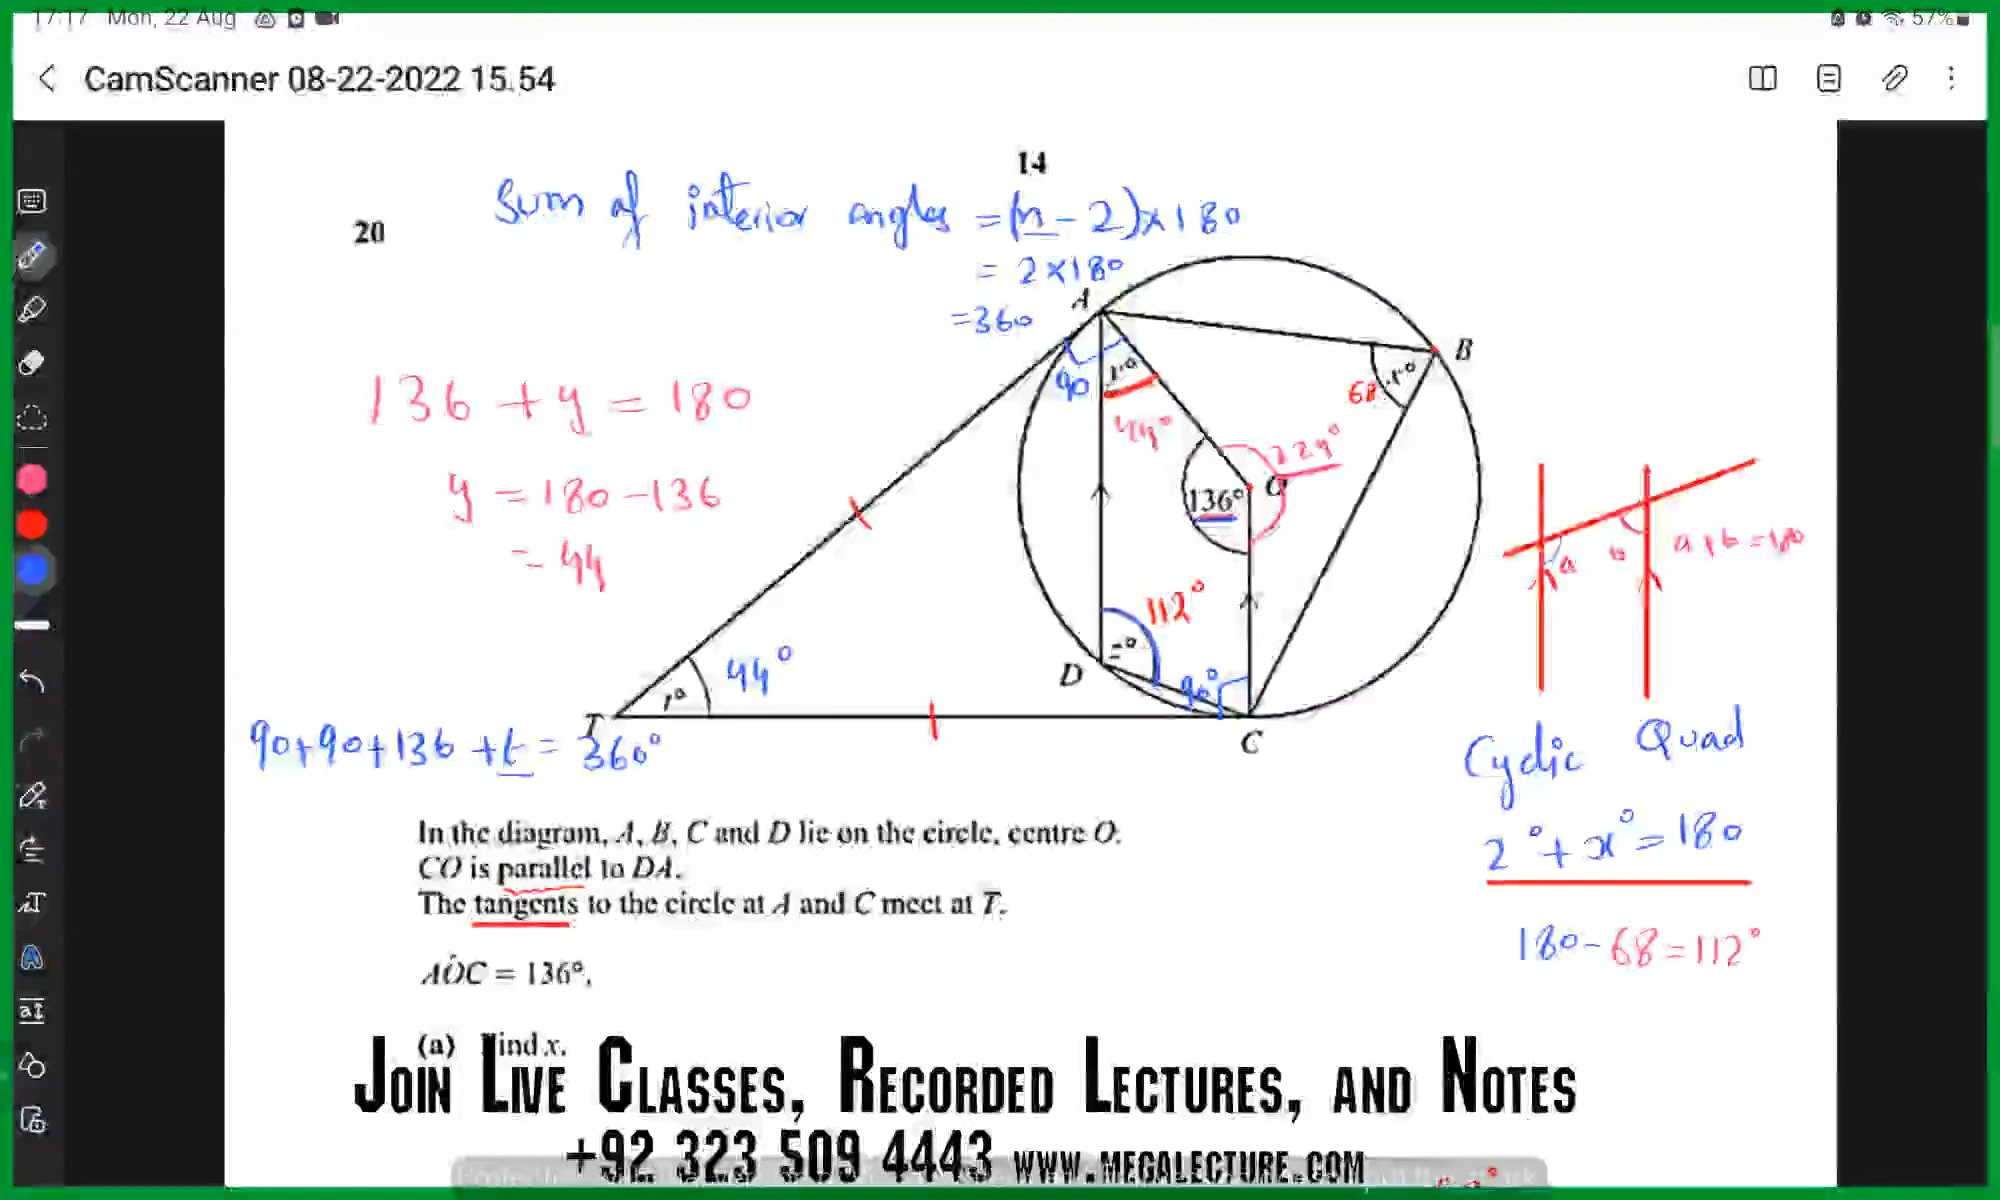 17:17 Mon, 22 Aug
57%
CamScanner 08-22-2022 15.54
14
20
Sum of interior angles = (n - 2) x 180
= 2 x 180
= 360
136 + y = 180
y = 180 - 136
= 44
A
B
90
44°
68
224°
136°
O
112°
D
90°
44°
t°
T
C
a
b
a + b = 180
90 + 90 + 136 + t = 360°
Cyclic Quad
z° + x° = 180
180 - 68 = 112°
In the diagram, A, B, C and D lie on the circle, centre O.
CO is parallel to DA.
The tangents to the circle at A and C meet at T.
AÔC = 136°,
(a) Find x.
JOIN LIVE CLASSES, RECORDED LECTURES, AND NOTES
+92 323 509 4443 WWW.MEGALECTURE.COM